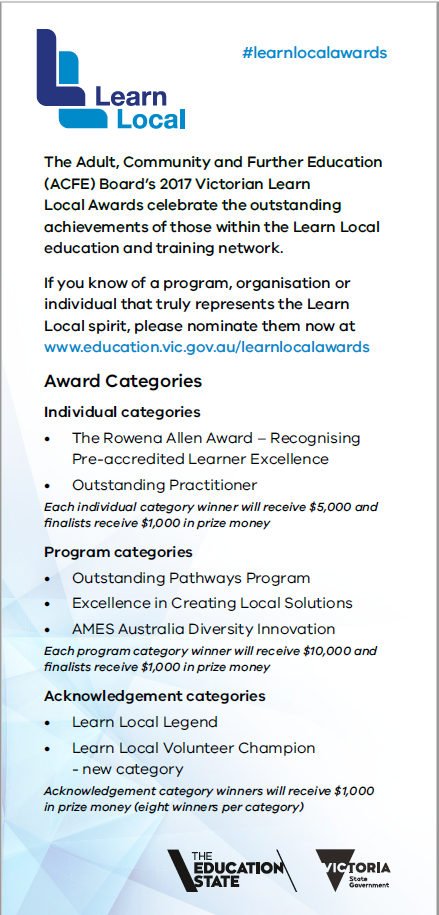 #learnlocalawards
Learn
Local
The Adult, Community and Further Education
(ACFE) Board’s 2017 Victorian Learn
Local Awards celebrate the outstanding
achievements of those within the Learn Local
education and training network.
If you know of a program, organisation or
individual that truly represents the Learn
Local spirit, please nominate them now at
www.education.vic.gov.au/learnlocalawards
Award Categories
Individual categories
• The Rowena Allen Award – Recognising
Pre-accredited Learner Excellence
• Outstanding Practitioner
Each individual category winner will receive $5,000 and
finalists receive $1,000 in prize money
Program categories
• Outstanding Pathways Program
• Excellence in Creating Local Solutions
• AMES Australia Diversity Innovation
Each program category winner will receive $10,000 and
finalists receive $1,000 in prize money
Acknowledgement categories
• Learn Local Legend
• Learn Local Volunteer Champion
- new category
Acknowledgement category winners will receive $1,000
in prize money (eight winners per category)
THE
EDUCATION
STATE
VICTORIA
State
Government